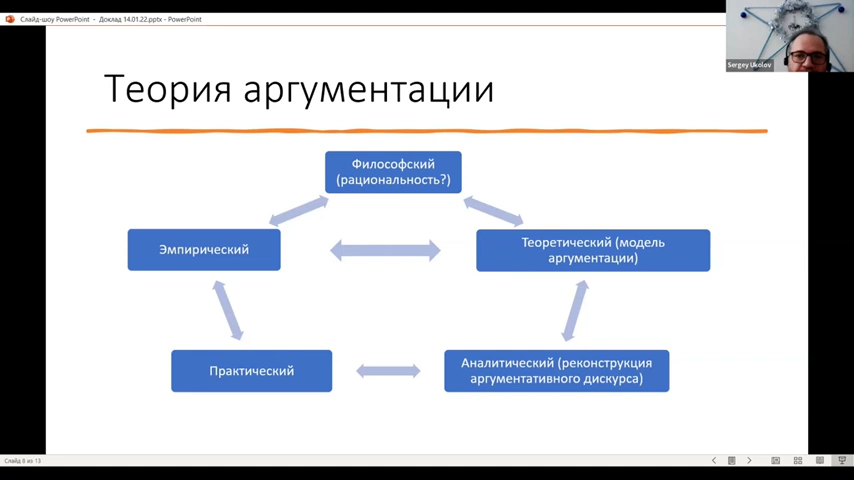 Слайд-шоу PowerPoint - Доклад 14.01.22.pptx - PowerPoint
Sergey Ukolov
Теория аргументации
Философский
(рациональность?)
Эмпирический
Теоретический (модель
аргументации)
Практический
Аналитический (реконструкция
аргументативного дискурса)
Слайд 8 из 13